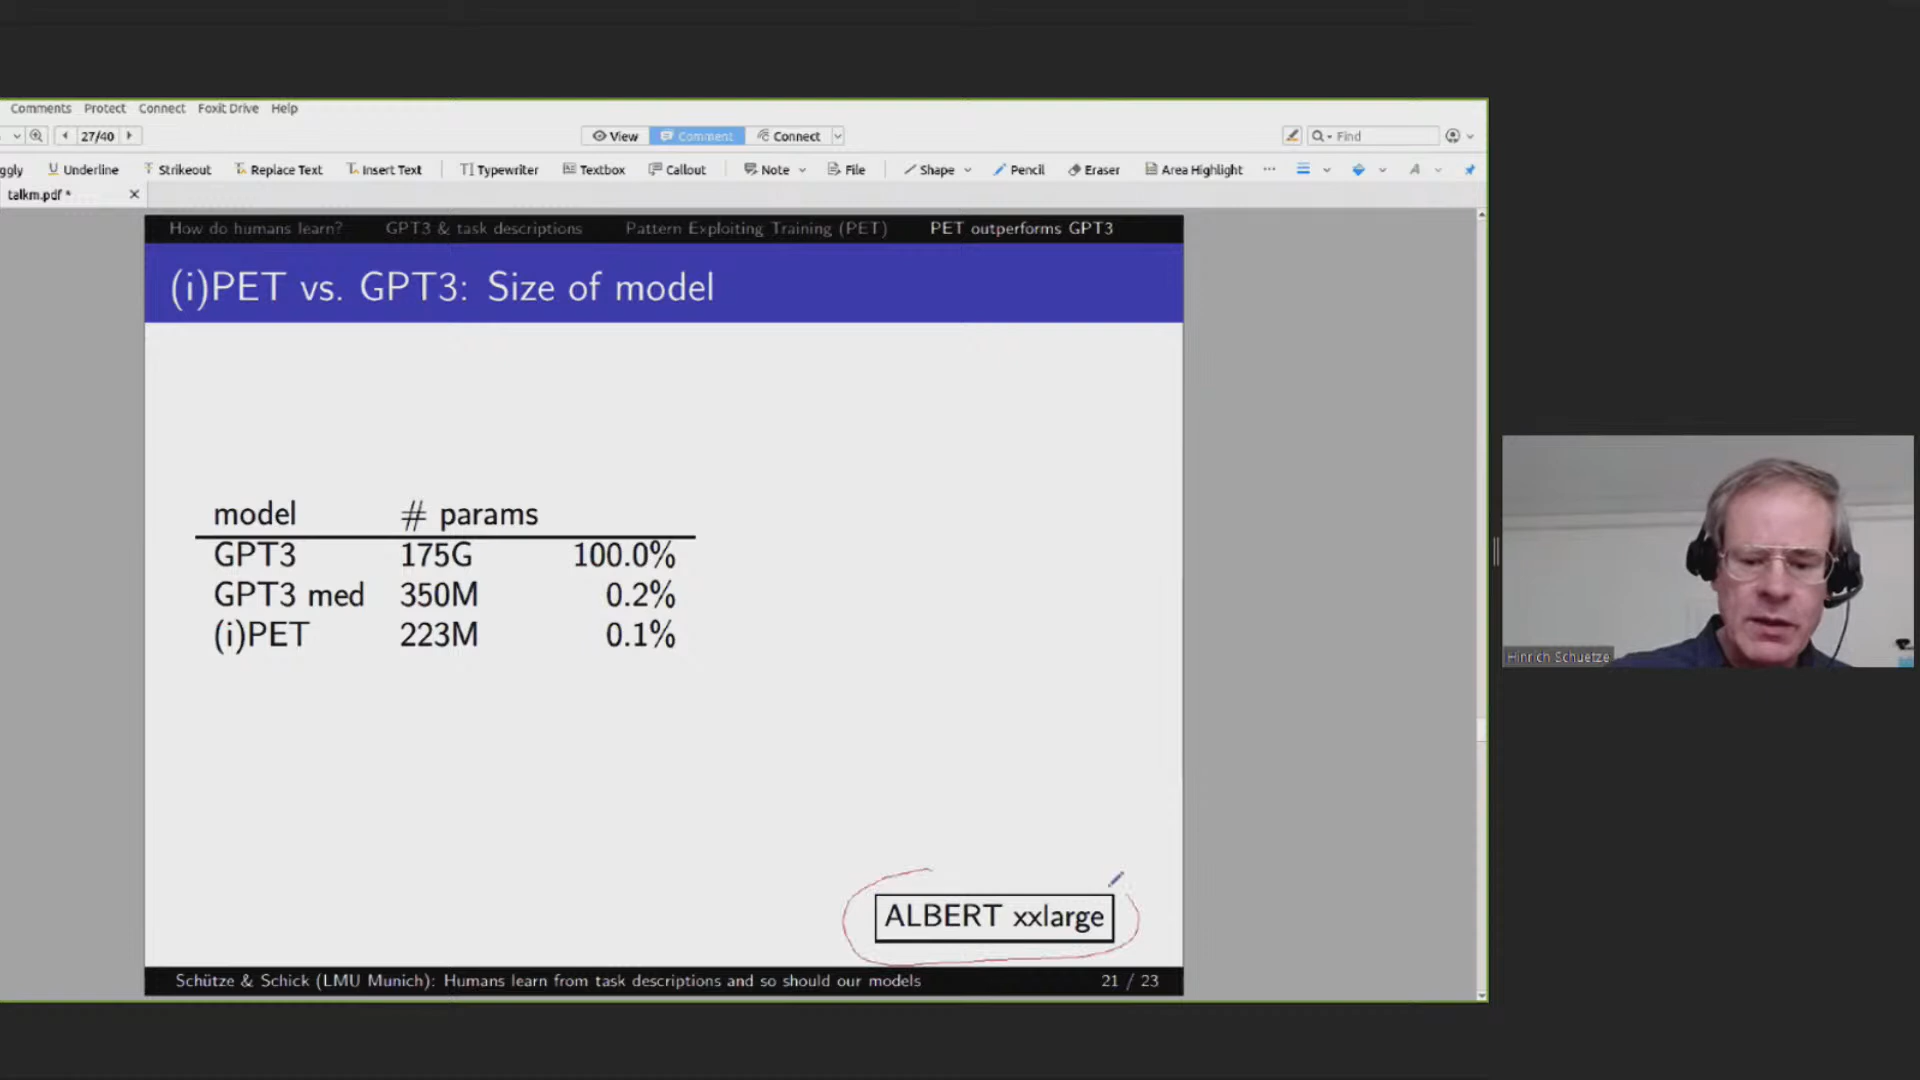 Comments Protect Connect Foxit Drive Help
27/40 View Comment Connect Find
ggly Underline Strikeout Replace Text Insert Text Typewriter Textbox Callout Note File Shape Pencil Eraser Area Highlight ...
talkm.pdf *
How do humans learn? GPT3 & task descriptions Pattern Exploiting Training (PET) PET outperforms GPT3
(i)PET vs. GPT3: Size of model
model # params
GPT3 175G 100.0%
GPT3 med 350M 0.2%
(i)PET 223M 0.1%
Hinrich Schuetze
ALBERT xxlarge
Schütze & Schick (LMU Munich): Humans learn from task descriptions and so should our models 21 / 23